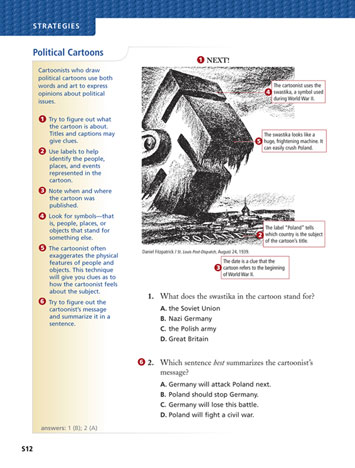 STRATEGIES
Political Cartoons
Cartoonists who draw
political cartoons use both
words and art to express
opinions about political
issues.
1 Try to figure out what
the cartoon is about.
Titles and captions may
give clues.
2 Use labels to help
identify the people,
places, and events
represented in the
cartoon.
3 Note when and where
the cartoon was
published.
4 Look for symbols—that
is, people, places, or
objects that stand for
something else.
5 The cartoonist often
exaggerates the physical
features of people and
objects. This technique
will give you clues as to
how the cartoonist feels
about the subject.
6 Try to figure out the
cartoonist's message
and summarize it in a
sentence.
answers: 1 (B); 2 (A)
S12
1 NEXT!
4 The cartoonist uses the
swastika, a symbol used
during World War II.
5 The swastika looks like a
huge, frightening machine. It
can easily crush Poland.
2 The label "Poland" tells
which country is the subject
of the cartoon's title.
Daniel Fitzpatrick / St. Louis Post-Dispatch, August 24, 1939.
3 The date is a clue that the
cartoon refers to the beginning
of World War II.
1. What does the swastika in the cartoon stand for?
A. the Soviet Union
B. Nazi Germany
C. the Polish army
D. Great Britain
6 2. Which sentence best summarizes the cartoonist's
message?
A. Germany will attack Poland next.
B. Poland should stop Germany.
C. Germany will lose this battle.
D. Poland will fight a civil war.